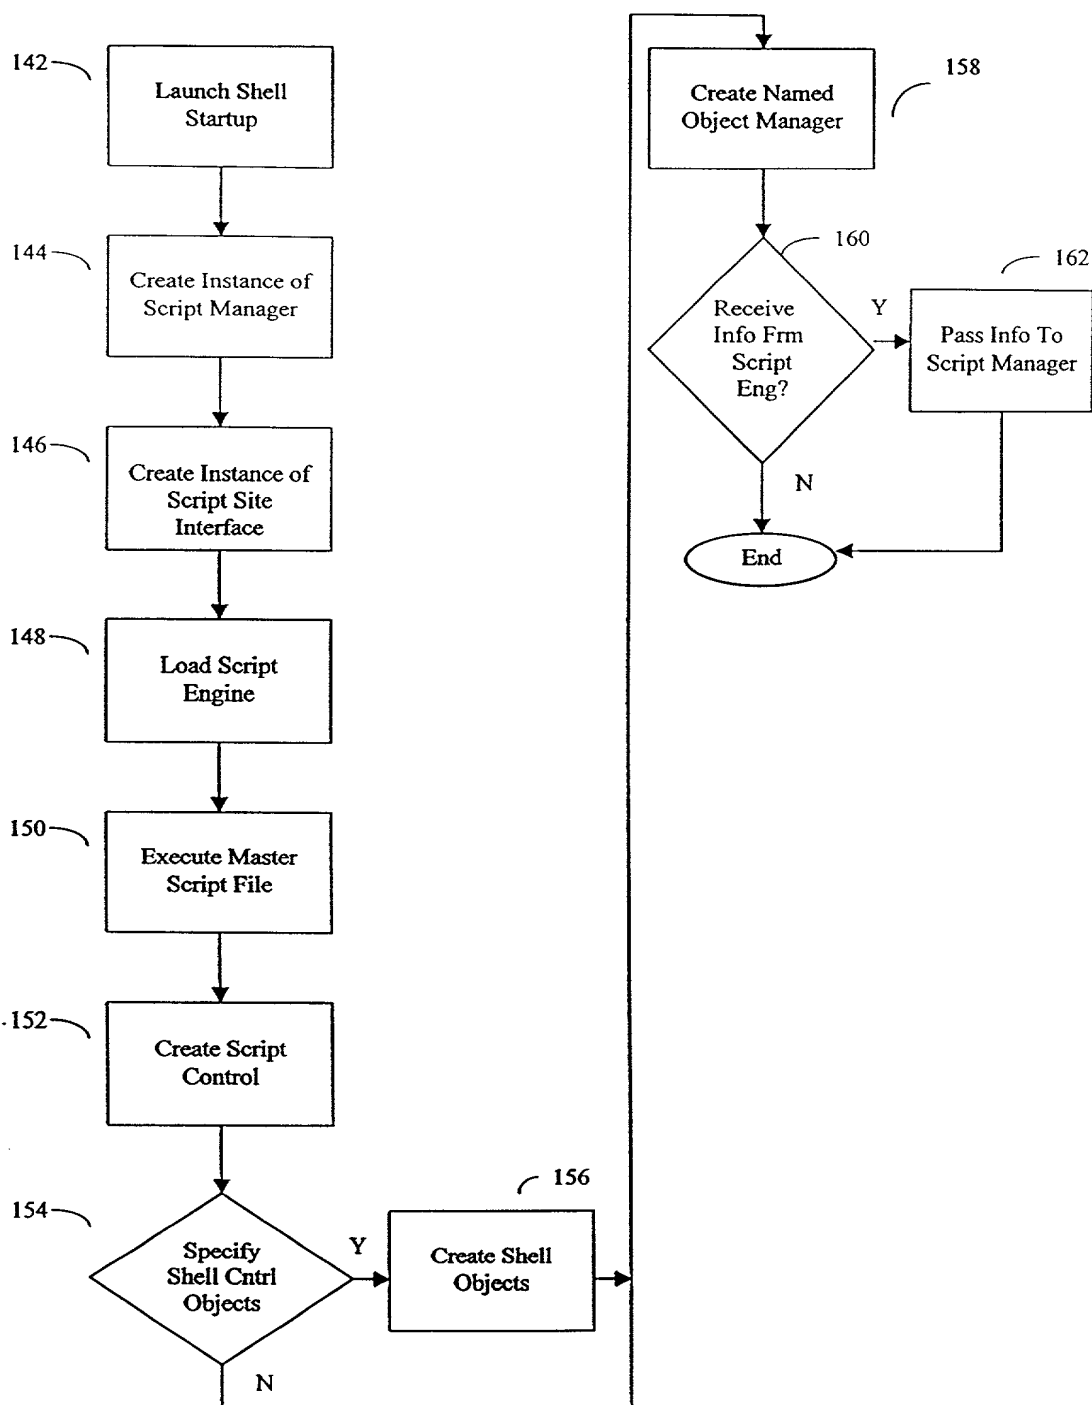 142
Launch Shell
Startup
144
Create Instance of
Script Manager
146
Create Instance of
Script Site
Interface
148
Load Script
Engine
150
Execute Master
Script File
152
Create Script
Control
154
Specify
Shell Cntrl
Objects
Y
N
156
Create Shell
Objects
158
Create Named
Object Manager
160
Receive
Info Frm
Script
Eng?
Y
N
162
Pass Info To
Script Manager
End